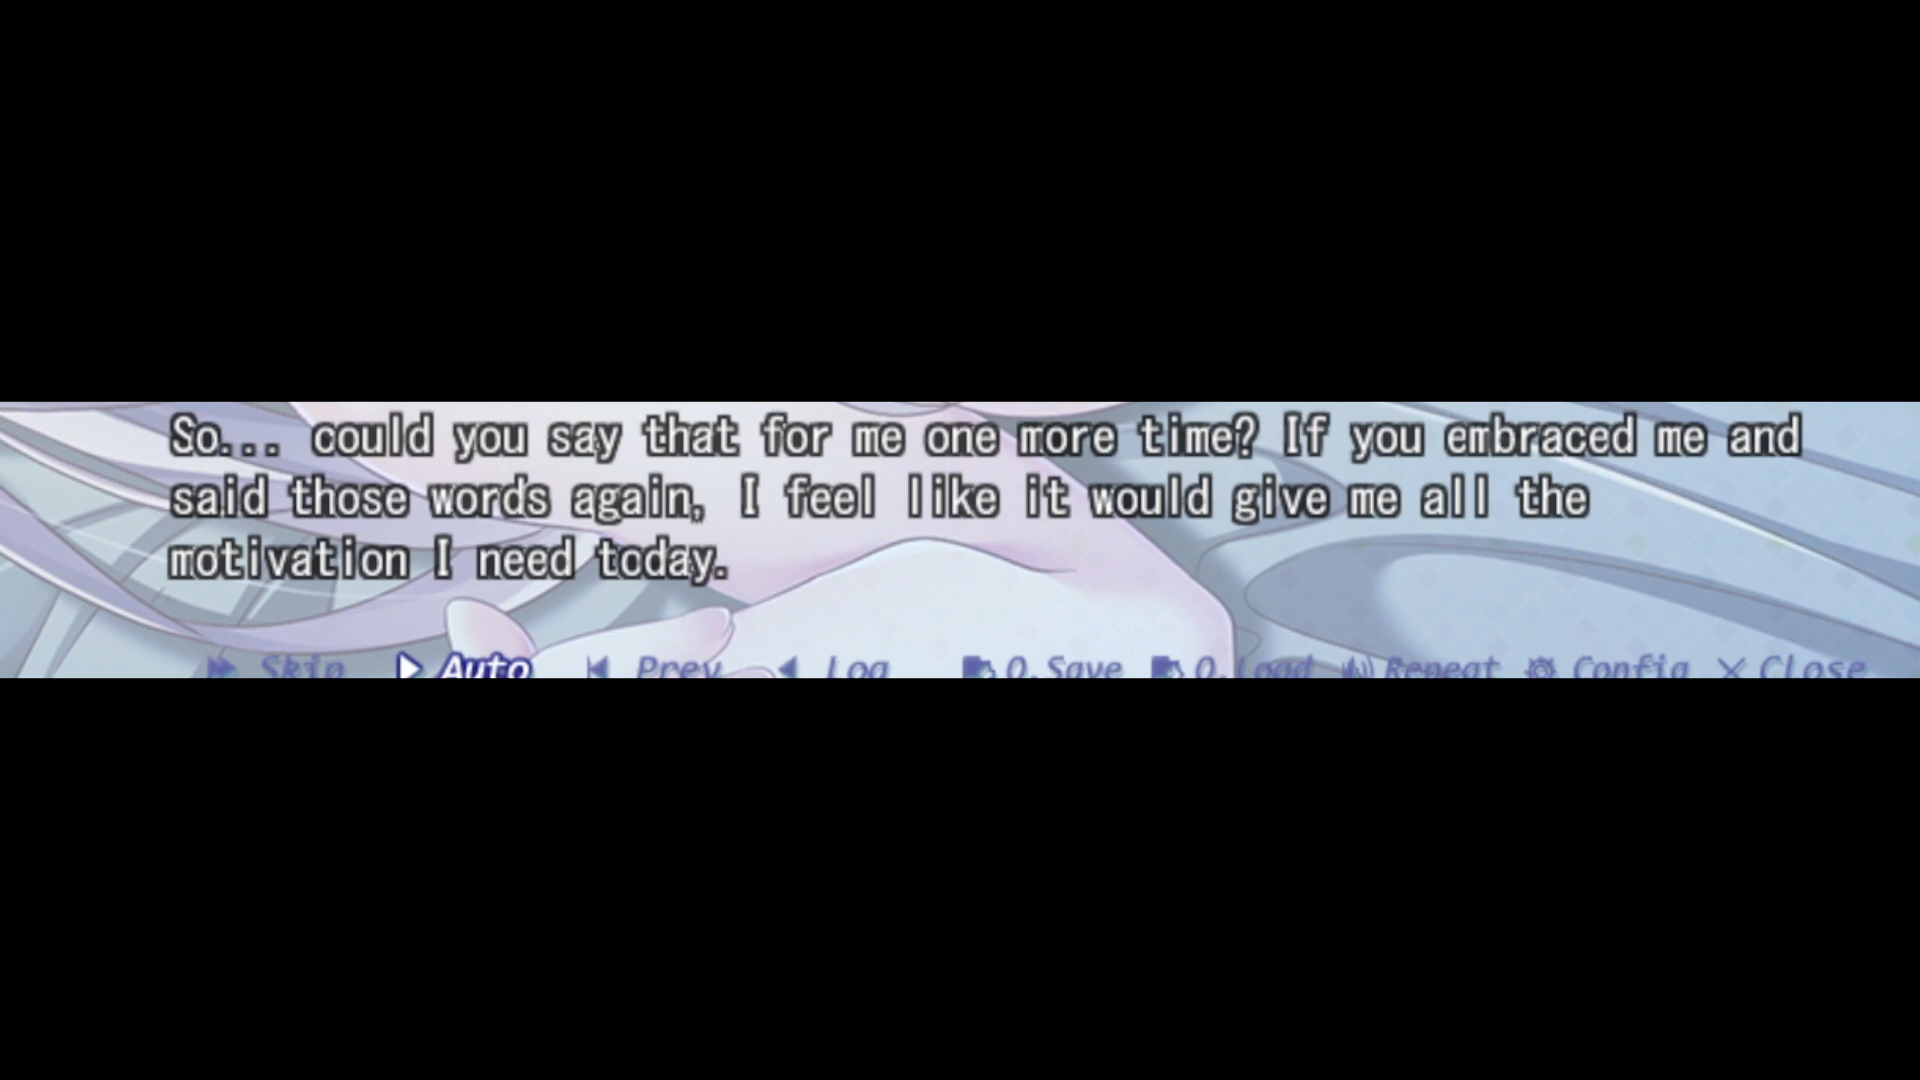 So... could you say that for me one more time? If you embraced me and
said those words again, I feel like it would give me all the
motivation I need today.
Skip Auto Prev Log Q.Save Q.Load Repeat Config Close